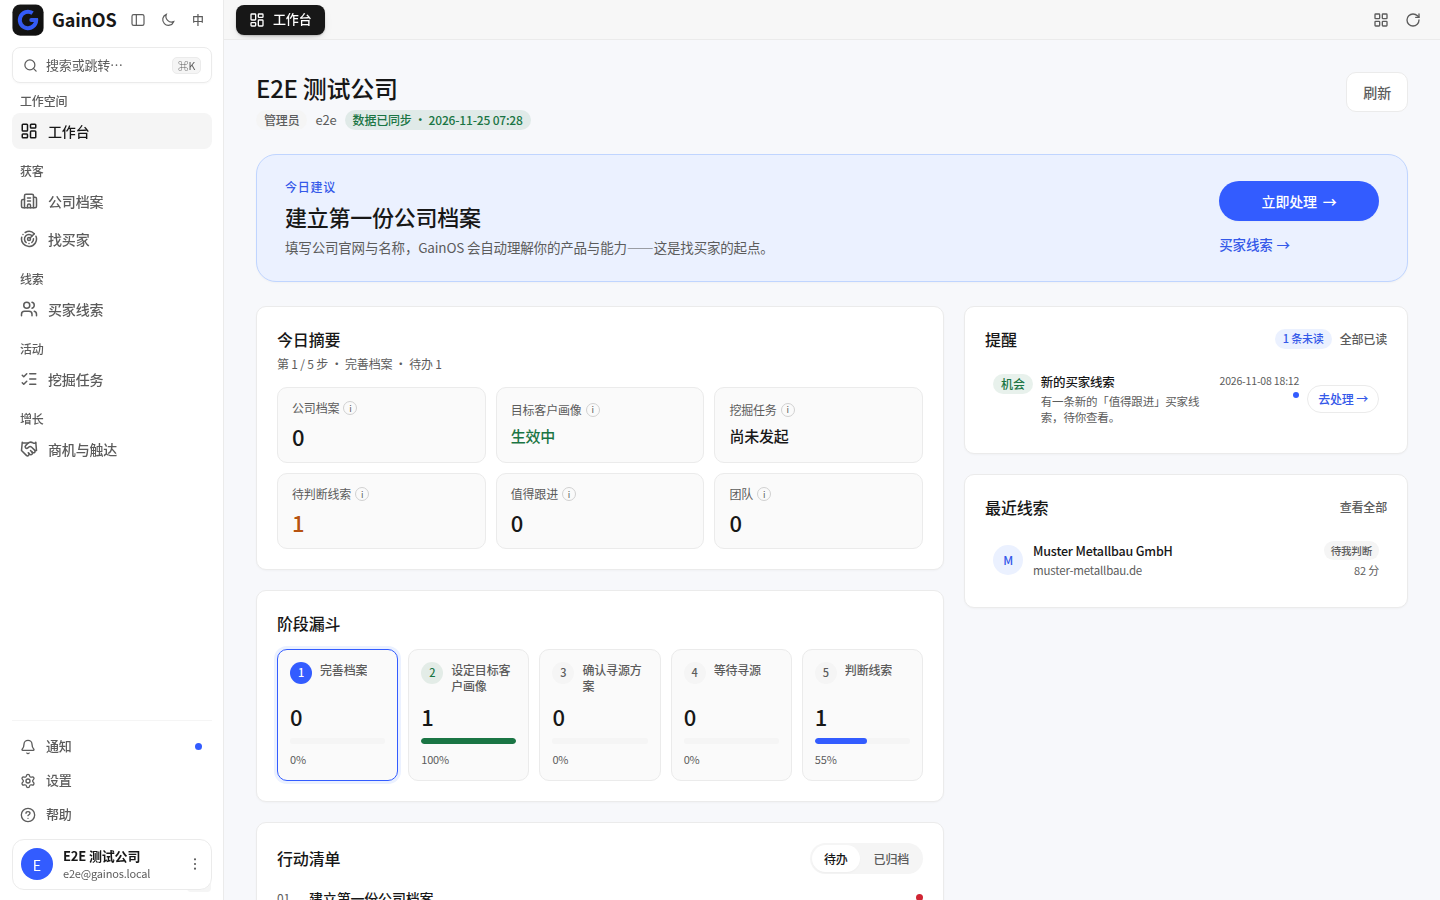 GainOS
中
搜索或跳转… ⌘K
工作空间
工作台
获客
公司档案
找买家
线索
买家线索
活动
挖掘任务
增长
商机与触达
通知
设置
帮助
E
E2E 测试公司
e2e@gainos.local
工作台
E2E 测试公司
管理员 e2e 数据已同步 · 2026-11-25 07:28
刷新
今日建议
建立第一份公司档案
填写公司官网与名称，GainOS 会自动理解你的产品与能力——这是找买家的起点。
立即处理 →
买家线索 →
今日摘要
第 1 / 5 步 · 完善档案 · 待办 1
公司档案 i
0
目标客户画像 i
生效中
挖掘任务 i
尚未发起
待判断线索 i
1
值得跟进 i
0
团队 i
0
阶段漏斗
1 完善档案
0
0%
2 设定目标客
户画像
1
100%
3 确认寻源方
案
0
0%
4 等待寻源
0
0%
5 判断线索
1
55%
行动清单
待办 已归档
01 建立第一份公司档案
提醒
1 条未读 全部已读
机会 新的买家线索 2026-11-08 18:12
有一条新的「值得跟进」买家线
索，待你查看。
去处理 →
最近线索 查看全部
M Muster Metallbau GmbH 待我判断
muster-metallbau.de 82 分